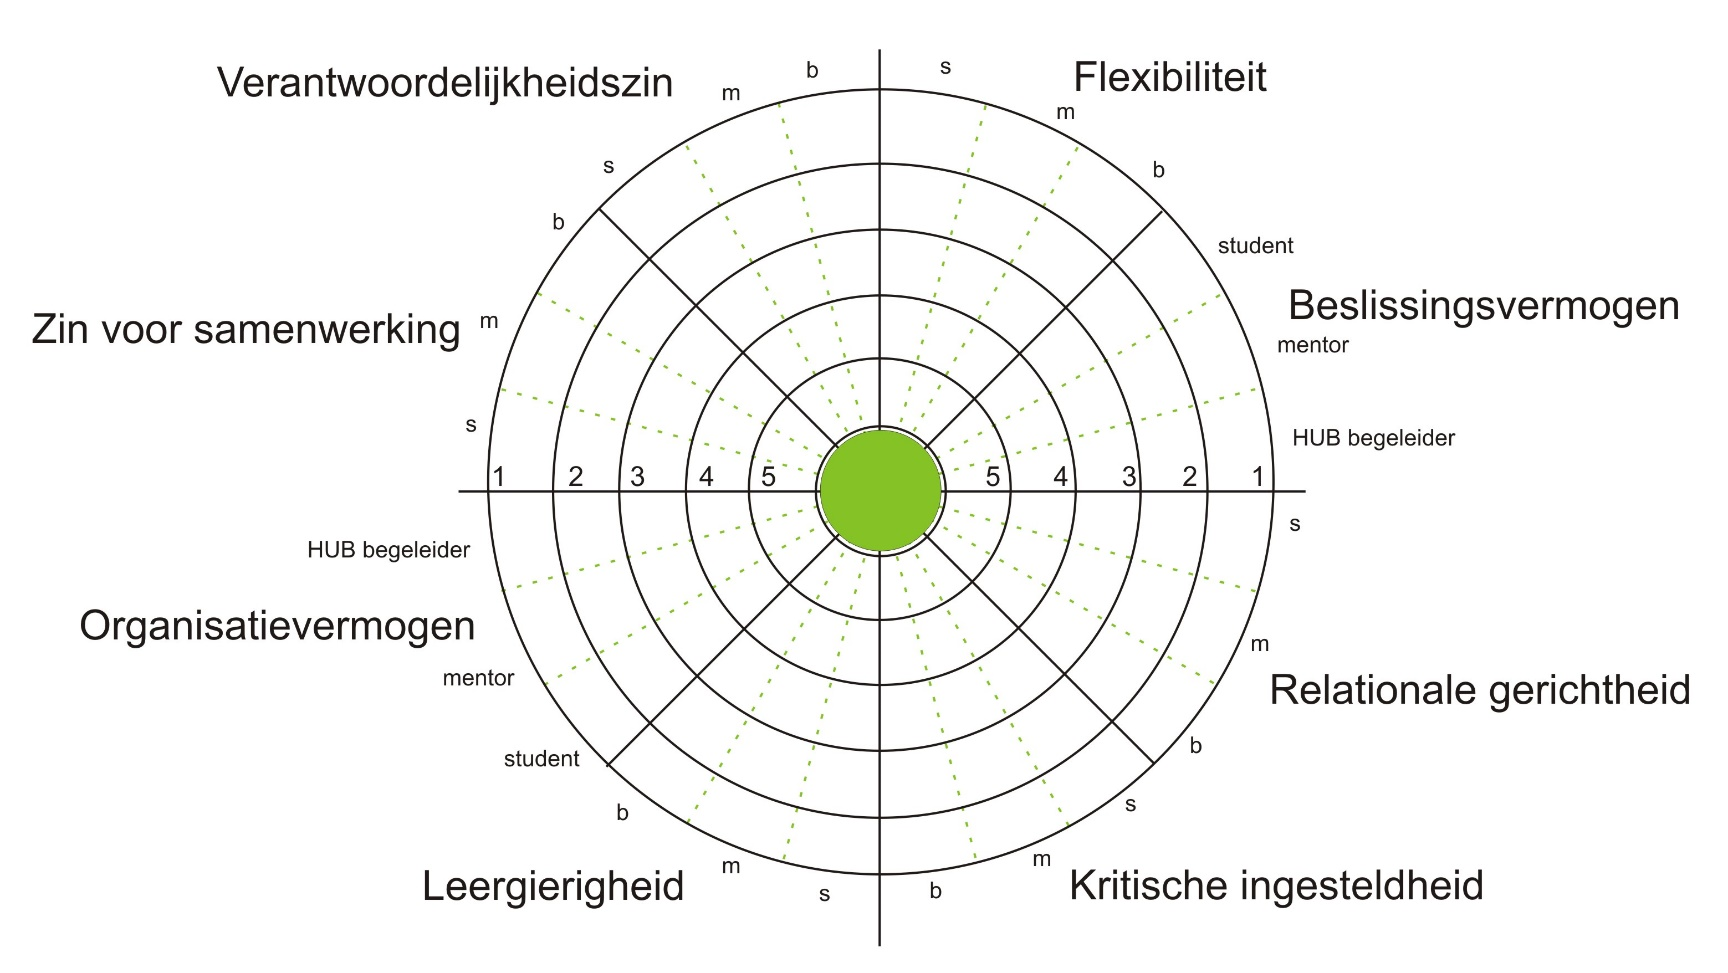 b
s
Flexibiliteit
Verantwoordelijkheidszin
m
m
s
b
b
student
Beslissingsvermogen
Zin voor samenwerking
m
mentor
s
HUB begeleider
1 2 3 4 5 5 4 3 2 1
s
HUB begeleider
Organisatievermogen
m
mentor
Relationale gerichtheid
b
student
b
s
m
m
Leergierigheid
s
b
Kritische ingesteldheid